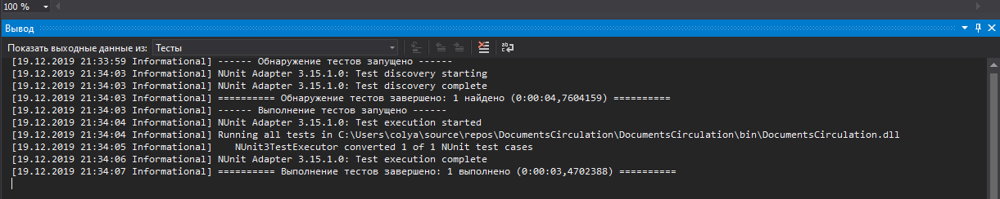 100 %
Вывод
Показать выходные данные из: Тесты
[19.12.2019 21:33:59 Informational] ------ Обнаружение тестов запущено ------
[19.12.2019 21:34:03 Informational] NUnit Adapter 3.15.1.0: Test discovery starting
[19.12.2019 21:34:03 Informational] NUnit Adapter 3.15.1.0: Test discovery complete
[19.12.2019 21:34:03 Informational] ========== Обнаружение тестов завершено: 1 найдено (0:00:04,7604159) ==========
[19.12.2019 21:34:03 Informational] ------ Выполнение тестов запущено ------
[19.12.2019 21:34:04 Informational] NUnit Adapter 3.15.1.0: Test execution started
[19.12.2019 21:34:04 Informational] Running all tests in C:\Users\colya\source\repos\DocumentsCirculation\DocumentsCirculation\bin\DocumentsCirculation.dll
[19.12.2019 21:34:05 Informational]    NUnit3TestExecutor converted 1 of 1 NUnit test cases
[19.12.2019 21:34:06 Informational] NUnit Adapter 3.15.1.0: Test execution complete
[19.12.2019 21:34:07 Informational] ========== Выполнение тестов завершено: 1 выполнено (0:00:03,4702388) ==========